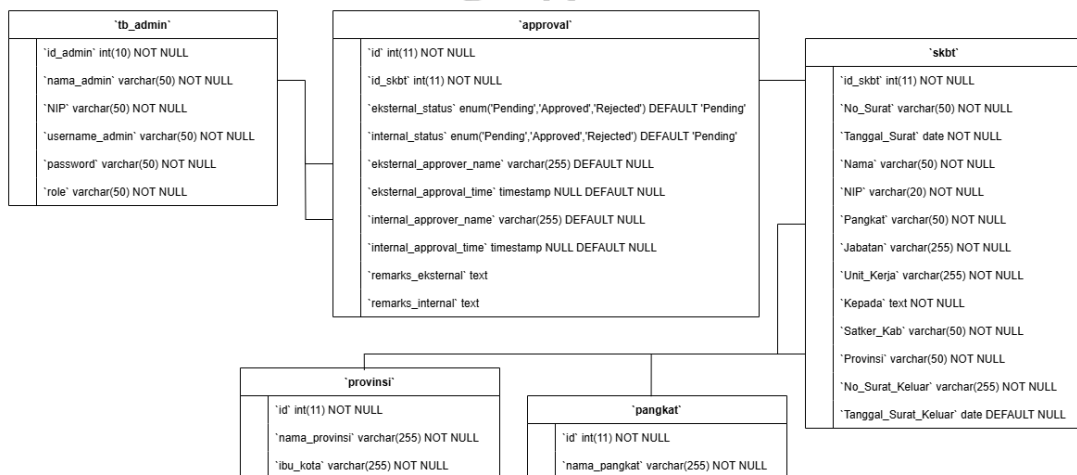 `tb_admin`
`id_admin` int(10) NOT NULL
`nama_admin` varchar(50) NOT NULL
`NIP` varchar(50) NOT NULL
`username_admin` varchar(50) NOT NULL
`password` varchar(50) NOT NULL
`role` varchar(50) NOT NULL
`approval`
`id` int(11) NOT NULL
`id_skbt` int(11) NOT NULL
`eksternal_status` enum('Pending','Approved','Rejected') DEFAULT 'Pending'
`internal_status` enum('Pending','Approved','Rejected') DEFAULT 'Pending'
`eksternal_approver_name` varchar(255) DEFAULT NULL
`eksternal_approval_time` timestamp NULL DEFAULT NULL
`internal_approver_name` varchar(255) DEFAULT NULL
`internal_approval_time` timestamp NULL DEFAULT NULL
`remarks_eksternal` text
`remarks_internal` text
`skbt`
`id_skbt` int(11) NOT NULL
`No_Surat` varchar(50) NOT NULL
`Tanggal_Surat` date NOT NULL
`Nama` varchar(50) NOT NULL
`NIP` varchar(20) NOT NULL
`Pangkat` varchar(50) NOT NULL
`Jabatan` varchar(255) NOT NULL
`Unit_Kerja` varchar(255) NOT NULL
`Kepada` text NOT NULL
`Satker_Kab` varchar(50) NOT NULL
`Provinsi` varchar(50) NOT NULL
`No_Surat_Keluar` varchar(255) NOT NULL
`Tanggal_Surat_Keluar` date DEFAULT NULL
`provinsi`
`id` int(11) NOT NULL
`nama_provinsi` varchar(255) NOT NULL
`ibu_kota` varchar(255) NOT NULL
`pangkat`
`id` int(11) NOT NULL
`nama_pangkat` varchar(255) NOT NULL